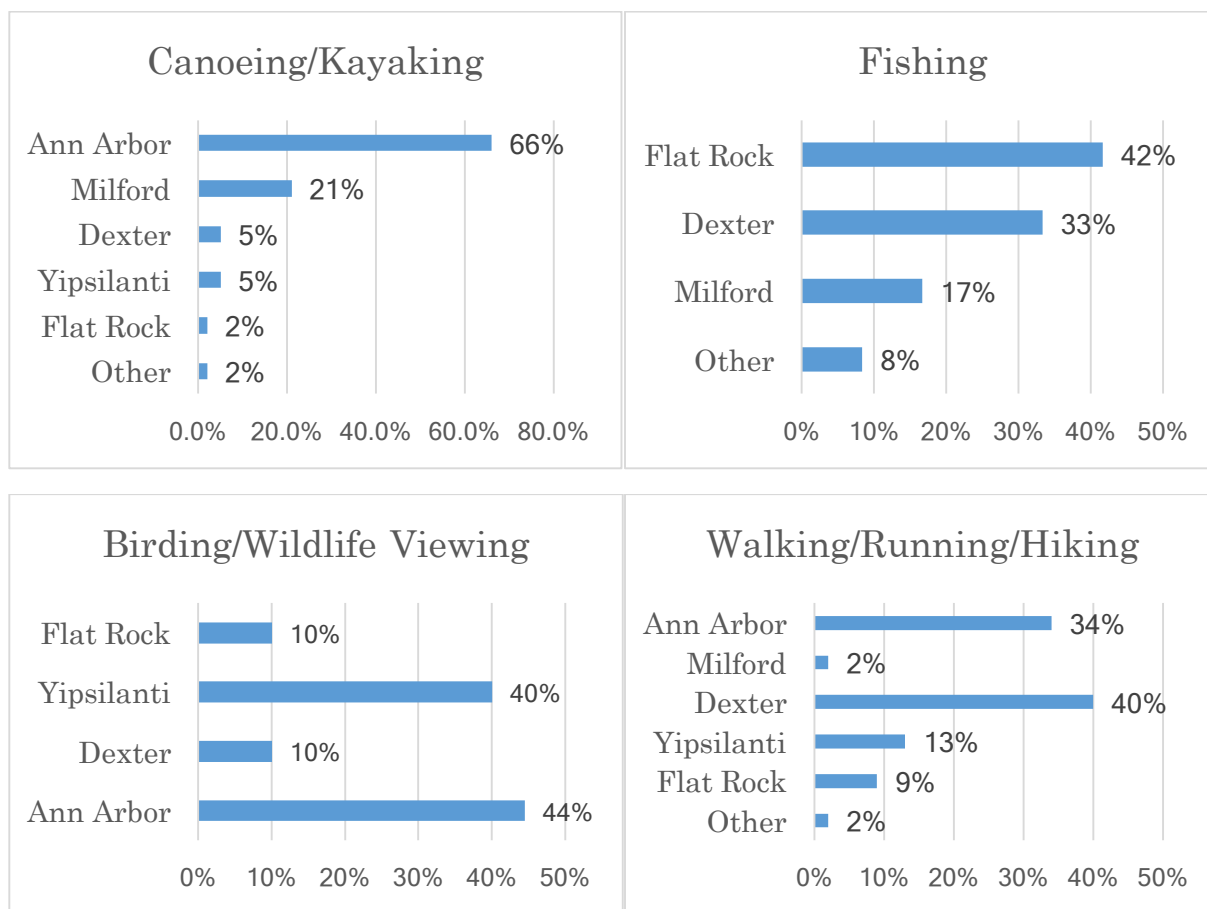 Canoeing/Kayaking
Ann Arbor 66%
Milford 21%
Dexter 5%
Yipsilanti 5%
Flat Rock 2%
Other 2%
0.0% 20.0% 40.0% 60.0% 80.0%
Fishing
Flat Rock 42%
Dexter 33%
Milford 17%
Other 8%
0% 10% 20% 30% 40% 50%
Birding/Wildlife Viewing
Flat Rock 10%
Yipsilanti 40%
Dexter 10%
Ann Arbor 44%
0% 10% 20% 30% 40% 50%
Walking/Running/Hiking
Ann Arbor 34%
Milford 2%
Dexter 40%
Yipsilanti 13%
Flat Rock 9%
Other 2%
0% 10% 20% 30% 40% 50%